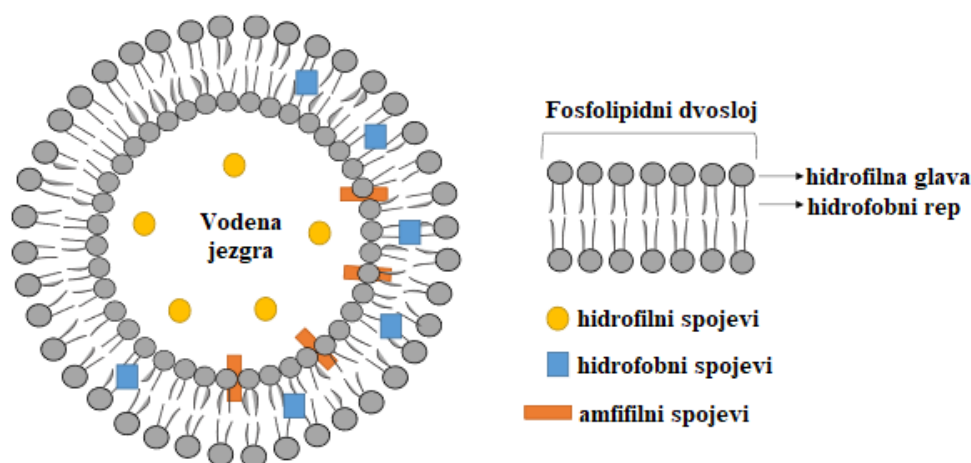 Vodena
jezgra
Fosfolipidni dvosloj
hidrofilna glava
hidrofobni rep
hidrofilni spojevi
hidrofobni spojevi
amfifilni spojevi